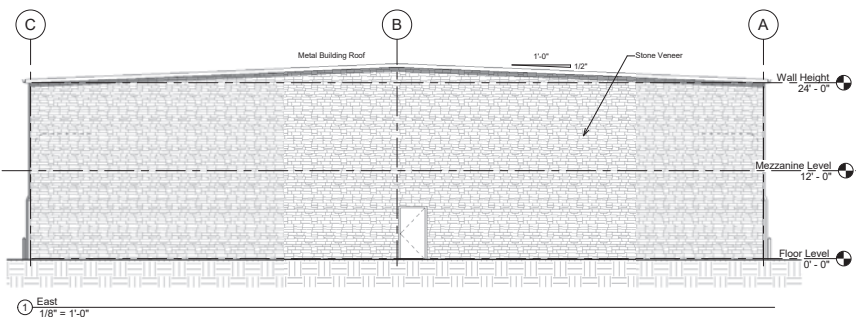 C
B
A
Metal Building Roof
1'-0"
1/2"
Stone Veneer
Wall Height
24' - 0"
Mezzanine Level
12' - 0"
Floor Level
0' - 0"
1 East
1/8" = 1'-0"